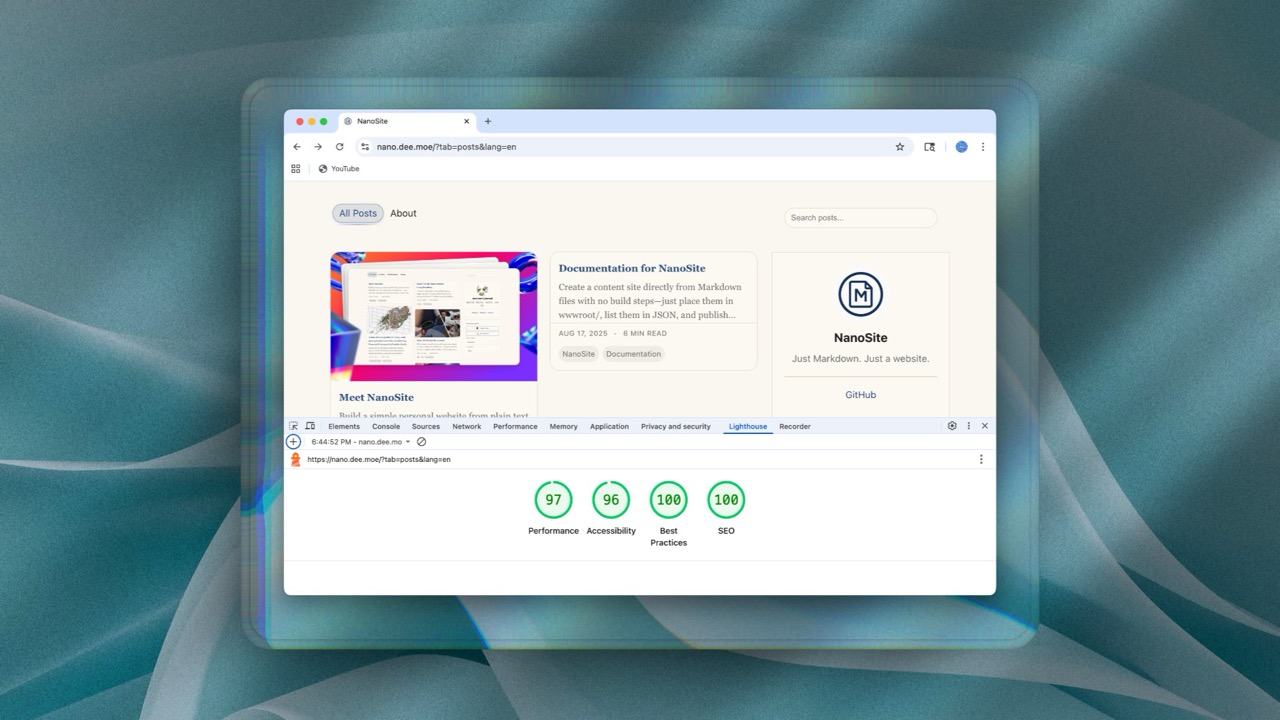 NanoSite
nano.dee.moe/?tab=posts&lang=en
YouTube
All Posts
About
Search posts...
Meet NanoSite
Build a simple personal website from plain text
Documentation for NanoSite
Create a content site directly from Markdown
files with no build steps—just place them in
wwwroot/, list them in JSON, and publish...
AUG 17, 2025 · 6 MIN READ
NanoSite Documentation
M
NanoSite
Just Markdown. Just a website.
GitHub
Elements Console Sources Network Performance Memory Application Privacy and security Lighthouse Recorder
6:44:52 PM - nano.dee.mo
https://nano.dee.moe/?tab=posts&lang=en
97 96 100 100
Performance Accessibility Best SEO
Practices